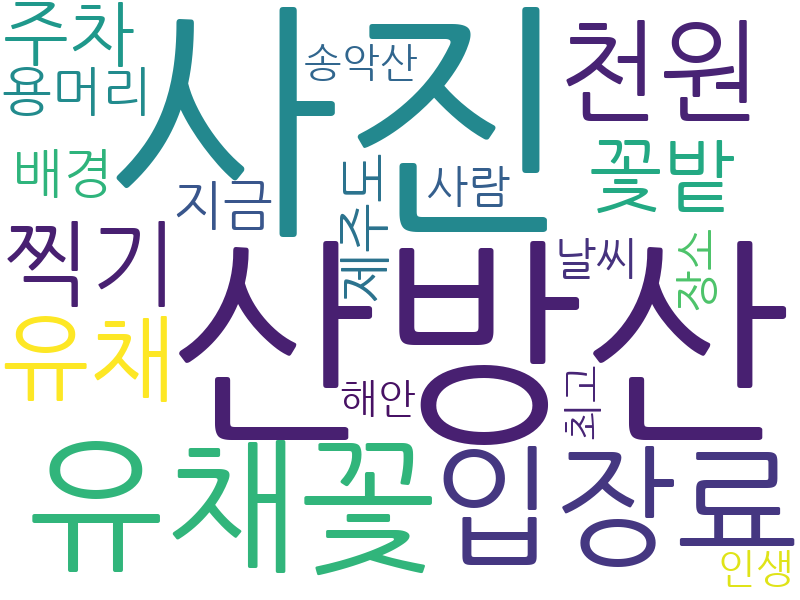 주차
사진
천원
송악산
용머리
배경
지금
제주도
사람
꽃밭
찍기
산방산
날씨
장소
유채
해안
최고
유채꽃
입장료
인생